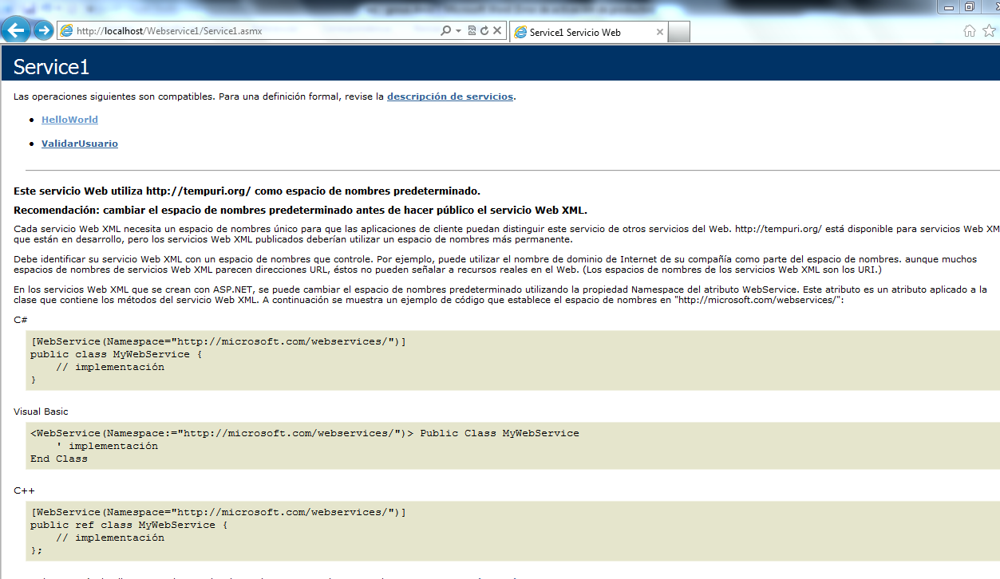 http://localhost/Webservice1/Service1.asmx
Service1 Servicio Web
Service1
Las operaciones siguientes son compatibles. Para una definición formal, revise la descripción de servicios.
HelloWorld
ValidarUsuario
Este servicio Web utiliza http://tempuri.org/ como espacio de nombres predeterminado.
Recomendación: cambiar el espacio de nombres predeterminado antes de hacer público el servicio Web XML.
Cada servicio Web XML necesita un espacio de nombres único para que las aplicaciones de cliente puedan distinguir este servicio de otros servicios del Web. http://tempuri.org/ está disponible para servicios Web XM
que están en desarrollo, pero los servicios Web XML publicados deberían utilizar un espacio de nombres más permanente.
Debe identificar su servicio Web XML con un espacio de nombres que controle. Por ejemplo, puede utilizar el nombre de dominio de Internet de su compañía como parte del espacio de nombres. aunque muchos
espacios de nombres de servicios Web XML parecen direcciones URL, éstos no pueden señalar a recursos reales en el Web. (Los espacios de nombres de los servicios Web XML son los URI.)
En los servicios Web XML que se crean con ASP.NET, se puede cambiar el espacio de nombres predeterminado utilizando la propiedad Namespace del atributo WebService. Este atributo es un atributo aplicado a la
clase que contiene los métodos del servicio Web XML. A continuación se muestra un ejemplo de código que establece el espacio de nombres en "http://microsoft.com/webservices/":
C#
[WebService(Namespace="http://microsoft.com/webservices/")]
public class MyWebService {
// implementación
}
Visual Basic
<WebService(Namespace:="http://microsoft.com/webservices/")> Public Class MyWebService
' implementación
End Class
C++
[WebService(Namespace="http://microsoft.com/webservices/")]
public ref class MyWebService {
// implementación
};